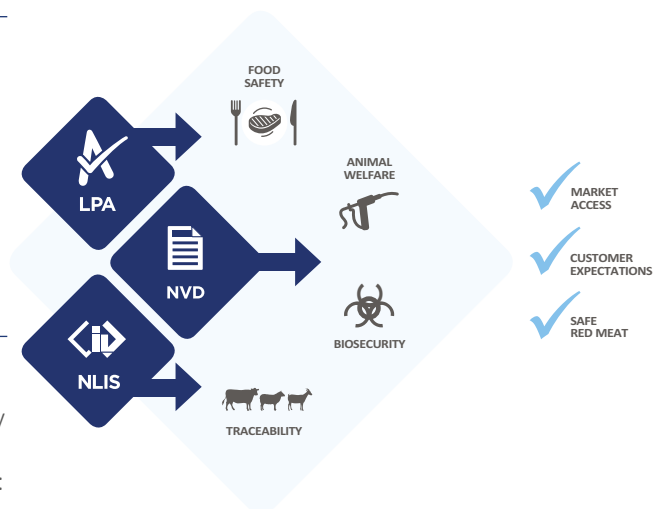 FOOD
SAFETY
ANIMAL
WELFARE
LPA
MARKET
ACCESS
NVD
CUSTOMER
EXPECTATIONS
BIOSECURITY
SAFE
RED MEAT
NLIS
TRACEABILITY